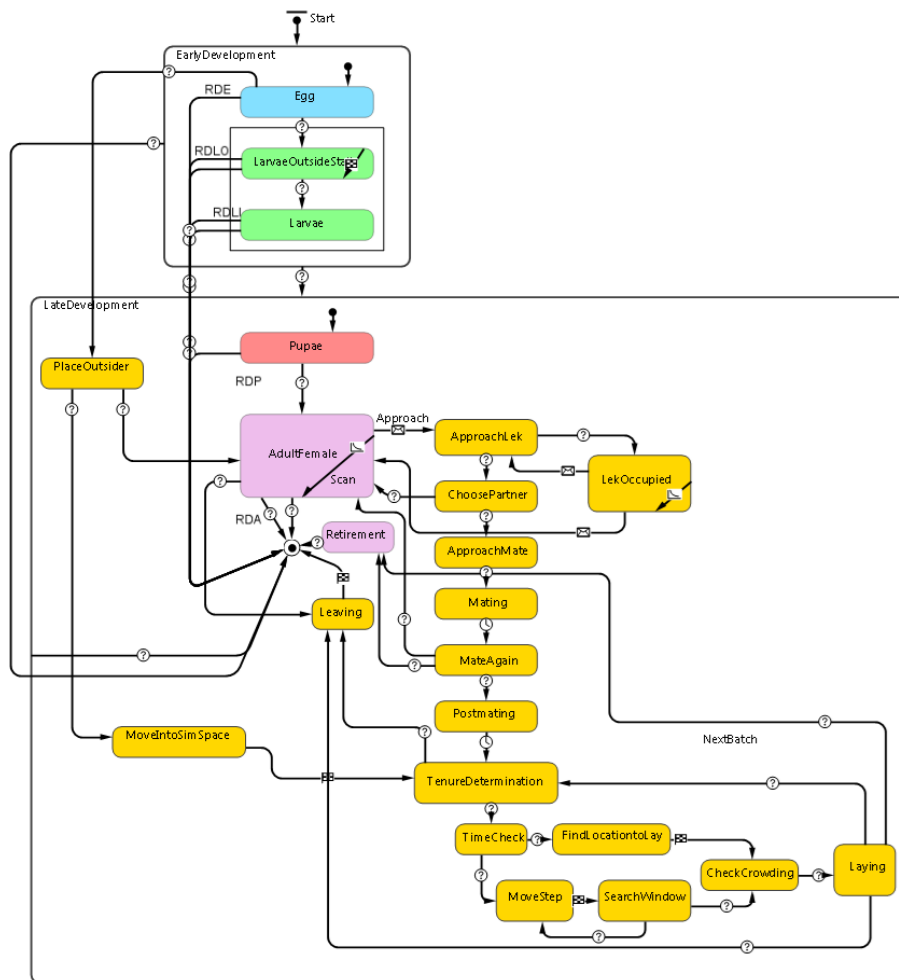 Start
EarlyDevelopment
Egg
RDE
RDLO
LarvaeOutsideSt
RDLI
Larvae
LateDevelopment
Pupae
PlaceOutsider
RDP
Approach
ApproachLek
AdultFemale
Scan
LekOccupied
ChoosePartner
RDA
Retirement
ApproachMate
Mating
Leaving
MateAgain
Postmating
MoveIntoSimSpace
NextBatch
TenureDetermination
TimeCheck
FindLocationtoLay
CheckCrowding
Laying
MoveStep
SearchWindow